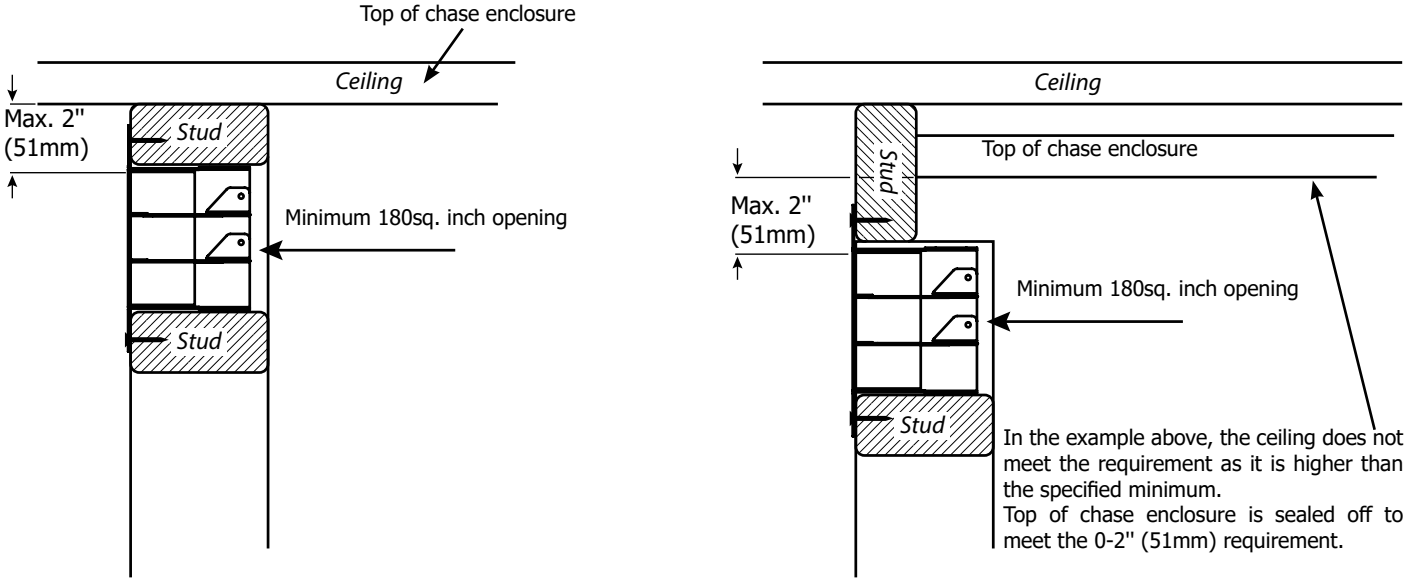 Top of chase enclosure
Ceiling
Max. 2"
(51mm)
Stud
Minimum 180sq. inch opening
Stud
Ceiling
Top of chase enclosure
Stud
Max. 2"
(51mm)
Minimum 180sq. inch opening
Stud
In the example above, the ceiling does not
meet the requirement as it is higher than
the specified minimum.
Top of chase enclosure is sealed off to
meet the 0-2" (51mm) requirement.